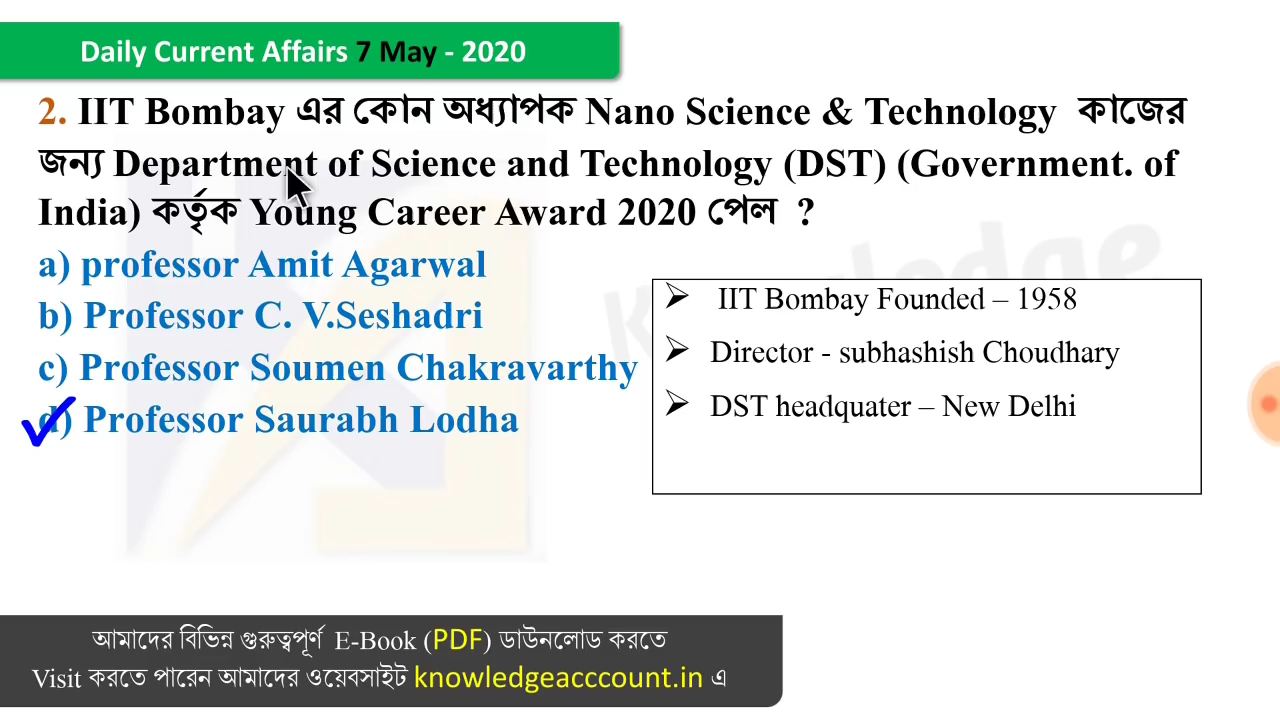 Daily Current Affairs 7 May - 2020
2. IIT Bombay এর কোন অধ্যাপক Nano Science & Technology কাজের
জন্য Department of Science and Technology (DST) (Government. of
India) কর্তৃক Young Career Award 2020 পেল ?
a) professor Amit Agarwal
b) Professor C. V.Seshadri
c) Professor Soumen Chakravarthy
d) Professor Saurabh Lodha
➢ IIT Bombay Founded – 1958
➢ Director - subhashish Choudhary
➢ DST headquater – New Delhi
আমাদের বিভিন্ন গুরুত্বপূর্ণ E-Book (PDF) ডাউনলোড করতে
Visit করতে পারেন আমাদের ওয়েবসাইট knowledgeacccount.in এ